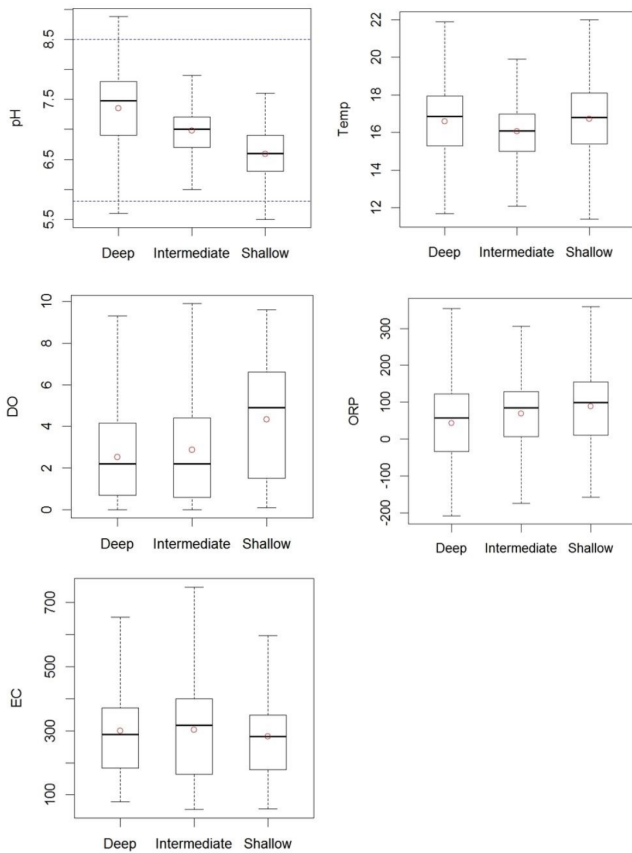 pH
8.5
7.5
6.5
5.5
Deep Intermediate Shallow
Temp
22
20
18
16
14
12
Deep Intermediate Shallow
DO
10
8
6
4
2
0
Deep Intermediate Shallow
ORP
300
200
100
0
-100
-200
Deep Intermediate Shallow
EC
700
500
300
100
Deep Intermediate Shallow